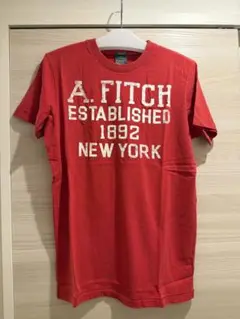 A. FITCH
ESTABLISHED
1892
NEW YORK